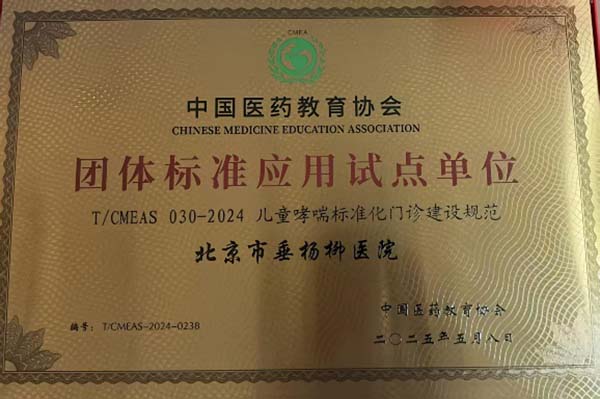 CMEA
中国医药教育协会
CHINESE MEDICINE EDUCATION ASSOCIATION
团体标准应用试点单位
T/CMEAS 030-2024 儿童哮喘标准化门诊建设规范
北京市垂杨柳医院
中国医药教育协会
编号：T/CMEAS-2024-023B
二〇二五年五月八日